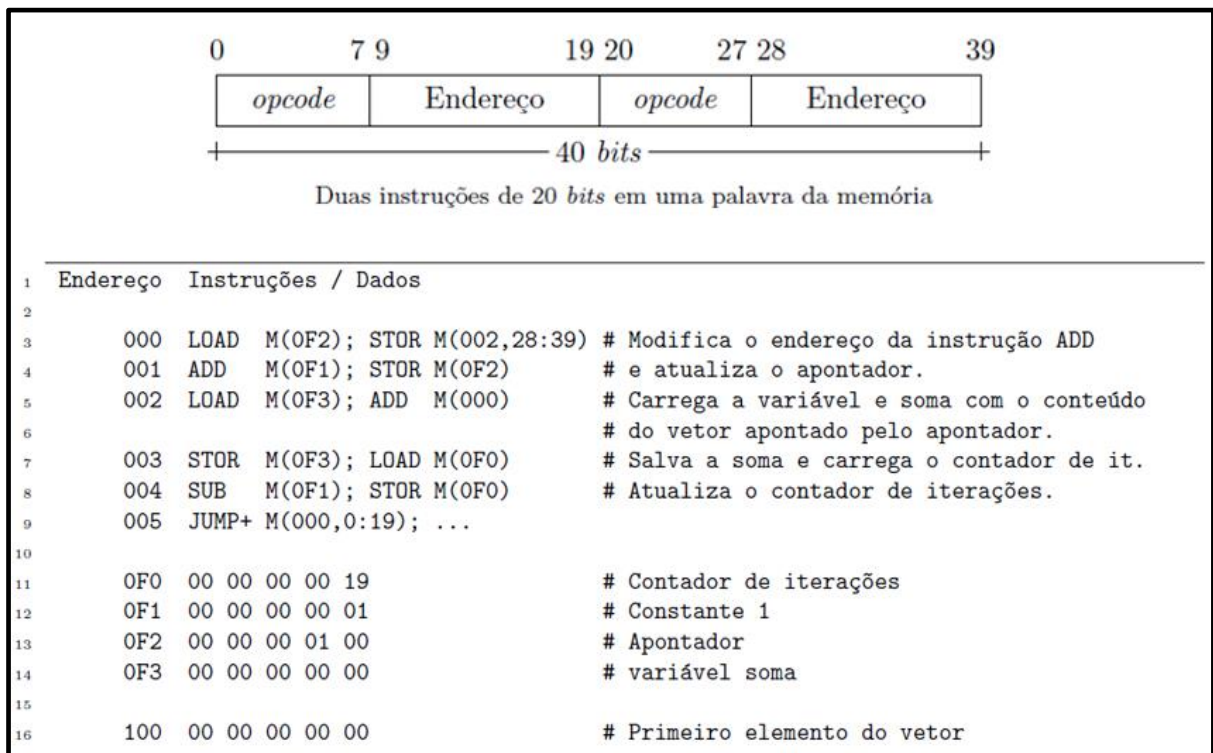 0 7 9 19 20 27 28 39
opcode Endereço opcode Endereço
40 bits
Duas instruções de 20 bits em uma palavra da memória
1 Endereço Instruções / Dados
2
3 000 LOAD M(0F2); STOR M(002,28:39) # Modifica o endereço da instrução ADD
4 001 ADD M(0F1); STOR M(0F2) # e atualiza o apontador.
5 002 LOAD M(0F3); ADD M(000) # Carrega a variável e soma com o conteúdo
6 # do vetor apontado pelo apontador.
7 003 STOR M(0F3); LOAD M(0F0) # Salva a soma e carrega o contador de it.
8 004 SUB M(0F1); STOR M(0F0) # Atualiza o contador de iterações.
9 005 JUMP+ M(000,0:19); ...
10
11 0F0 00 00 00 00 19 # Contador de iterações
12 0F1 00 00 00 00 01 # Constante 1
13 0F2 00 00 00 01 00 # Apontador
14 0F3 00 00 00 00 00 # variável soma
15
16 100 00 00 00 00 00 # Primeiro elemento do vetor